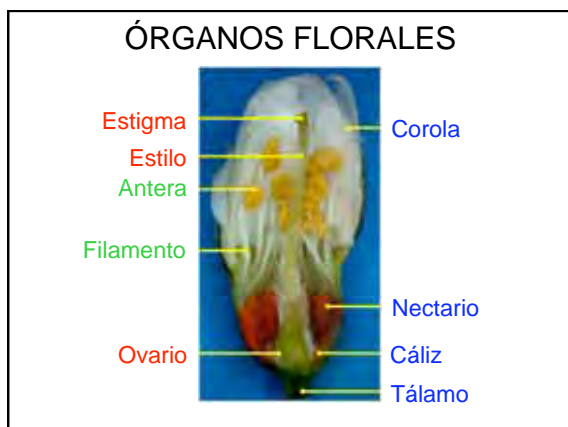 ÓRGANOS FLORALES
Estigma
Corola
Estilo
Antera
Filamento
Nectario
Ovario
Cáliz
Tálamo